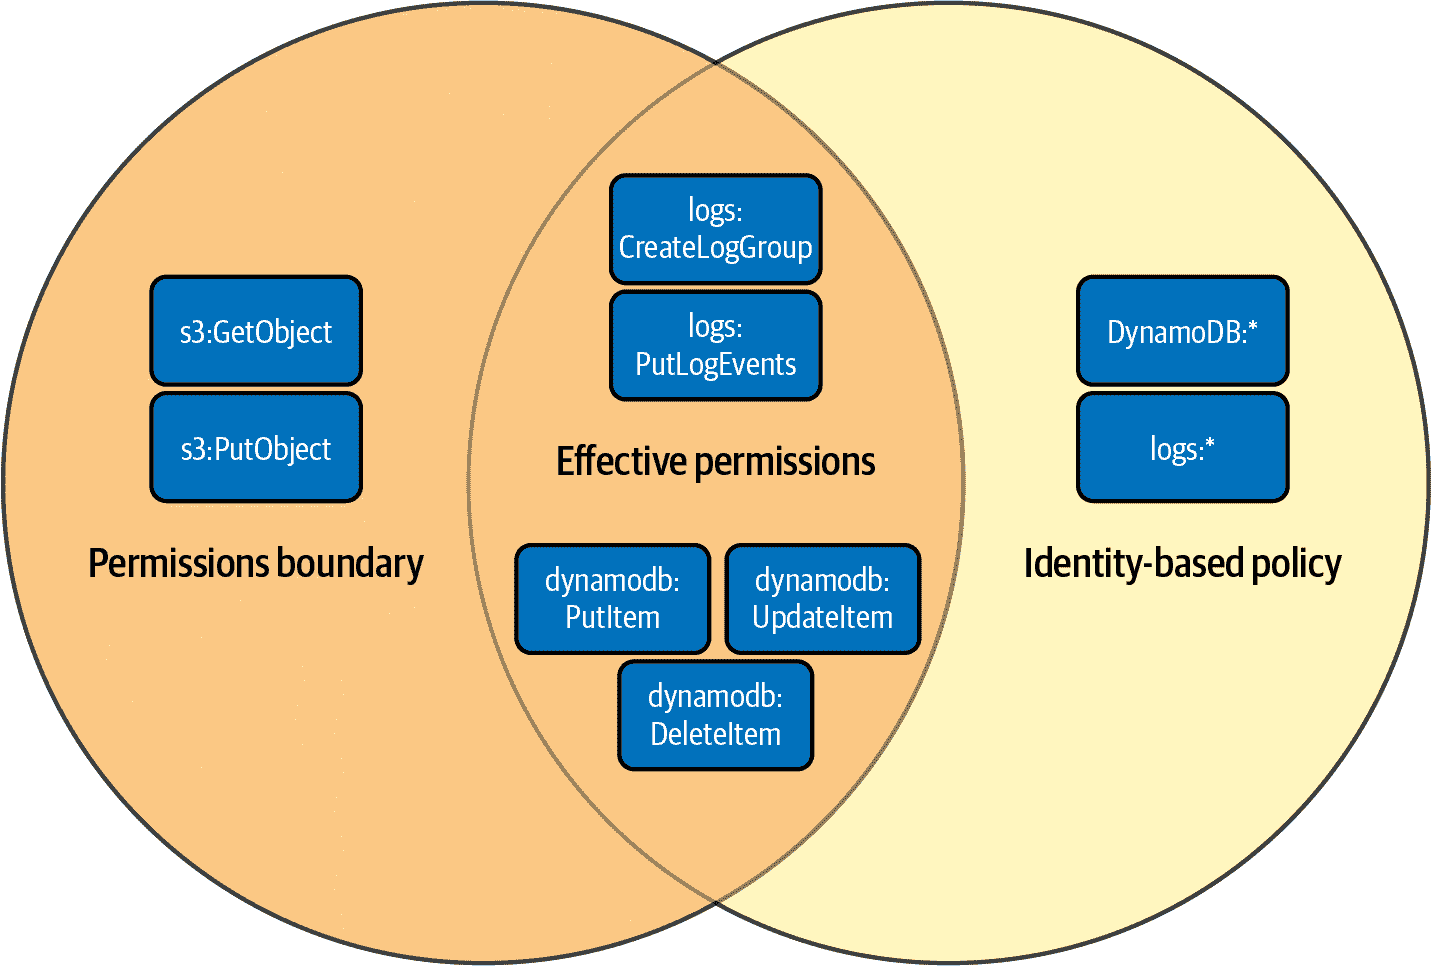 logs:
CreateLogGroup
logs:
PutLogEvents
Effective permissions
s3:GetObject
s3:PutObject
Permissions boundary
DynamoDB:*
logs:*
Identity-based policy
dynamodb:
PutItem
dynamodb:
UpdateItem
dynamodb:
DeleteItem